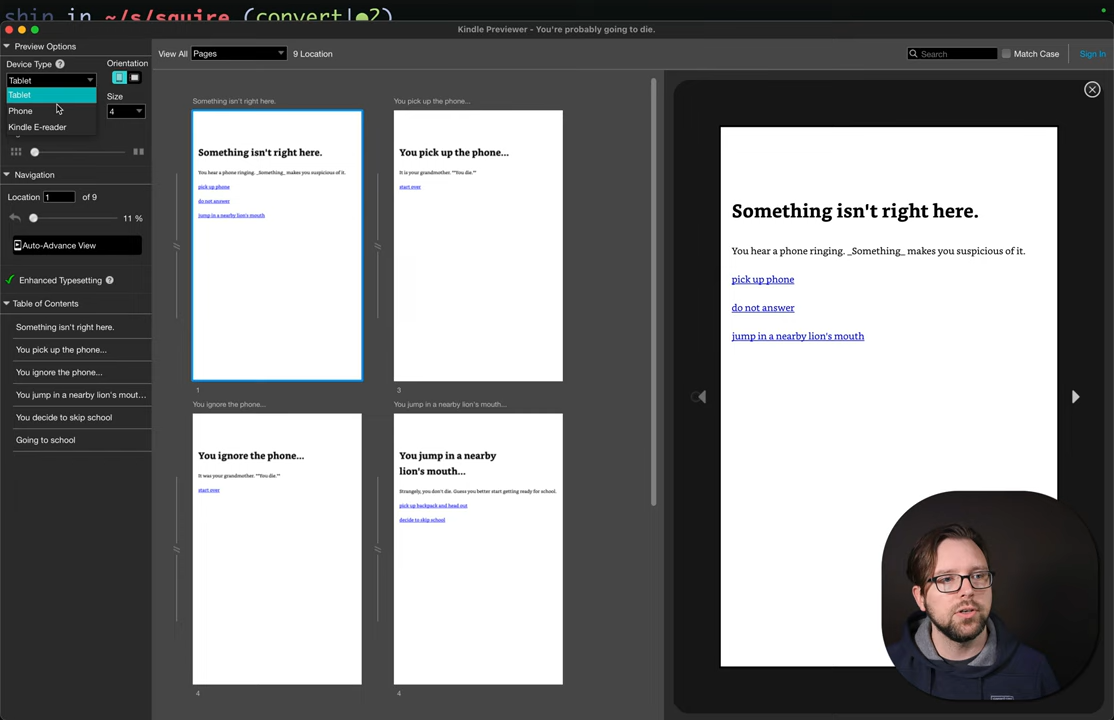 ship in ~/s/squire (convert|●2)
Kindle Previewer - You're probably going to die.
Preview Options
Device Type ?
Orientation
Tablet
Tablet
Phone
Kindle E-reader
Size
4
Navigation
Location 1 of 9
11 %
Auto-Advance View
Enhanced Typesetting ?
Table of Contents
Something isn't right here.
You pick up the phone...
You ignore the phone...
You jump in a nearby lion's mout...
You decide to skip school
Going to school
View All Pages 9 Location
Search
Match Case
Sign In
Something isn't right here.
Something isn't right here.
You hear a phone ringing. _Something_ makes you suspicious of it.
pick up phone
do not answer
jump in a nearby lion's mouth
1
You pick up the phone...
You pick up the phone...
It is your grandmother. **You die.**
start over
3
You ignore the phone...
You ignore the phone...
It was your grandmother. **You die.**
start over
4
You jump in a nearby lion's mouth...
You jump in a nearby
lion's mouth...
Strangely, you don't die. Guess you better start getting ready for school.
pick up backpack and head out
decide to skip school
4
Something isn't right here.
You hear a phone ringing. _Something_ makes you suspicious of it.
pick up phone
do not answer
jump in a nearby lion's mouth